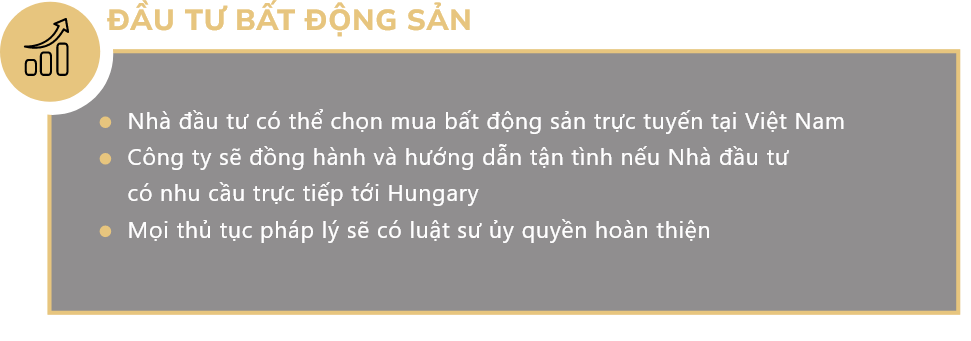 ĐẦU TƯ BẤT ĐỘNG SẢN
Nhà đầu tư có thể chọn mua bất động sản trực tuyến tại Việt Nam
Công ty sẽ đồng hành và hướng dẫn tận tình nếu Nhà đầu tư
có nhu cầu trực tiếp tới Hungary
Mọi thủ tục pháp lý sẽ có luật sư ủy quyền hoàn thiện